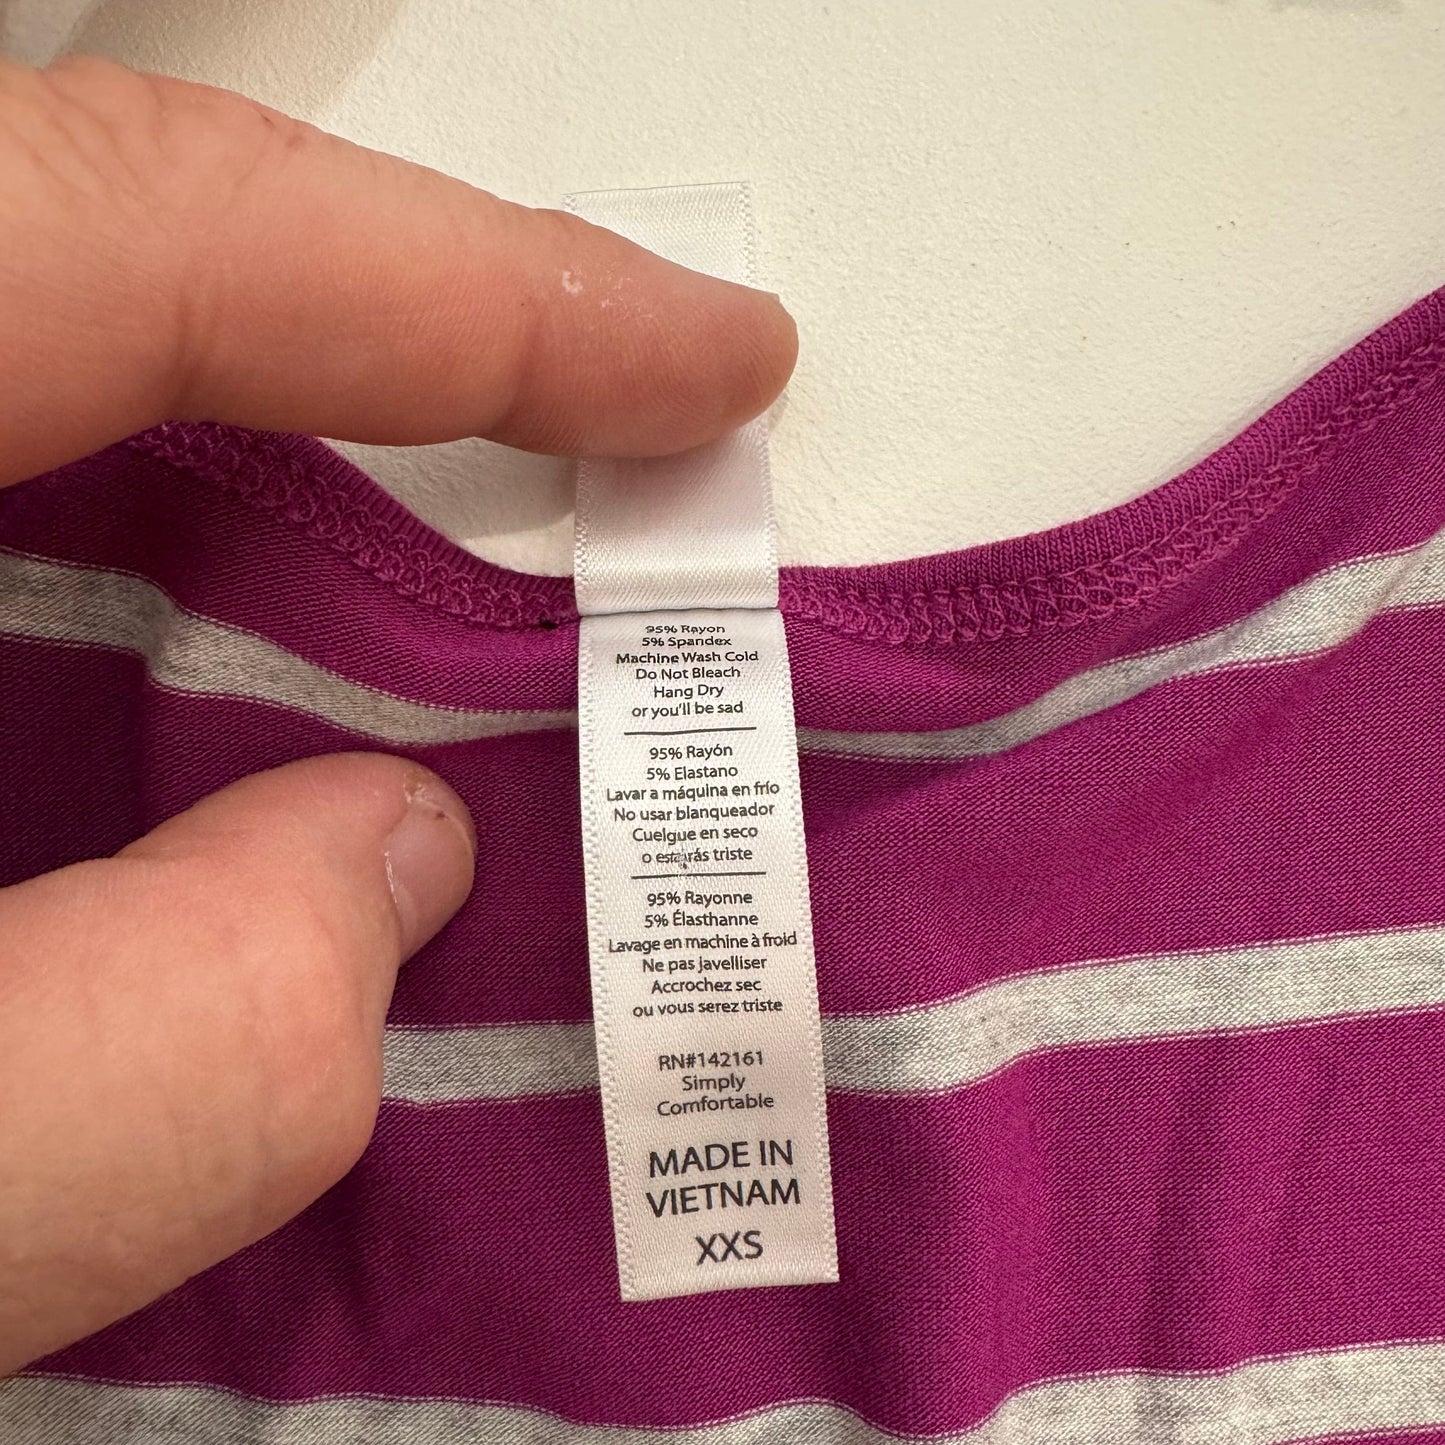 95% Rayon
5% Spandex
Machine Wash Cold
Do Not Bleach
Hang Dry
or you'll be sad
95% Rayón
5% Elastano
Lavar a máquina en frío
No usar blanqueador
Cuelgue en seco
o estarás triste
95% Rayonne
5% Élasthanne
Lavage en machine à froid
Ne pas javelliser
Accrochez sec
ou vous serez triste
RN#142161
Simply
Comfortable
MADE IN
VIETNAM
XXS